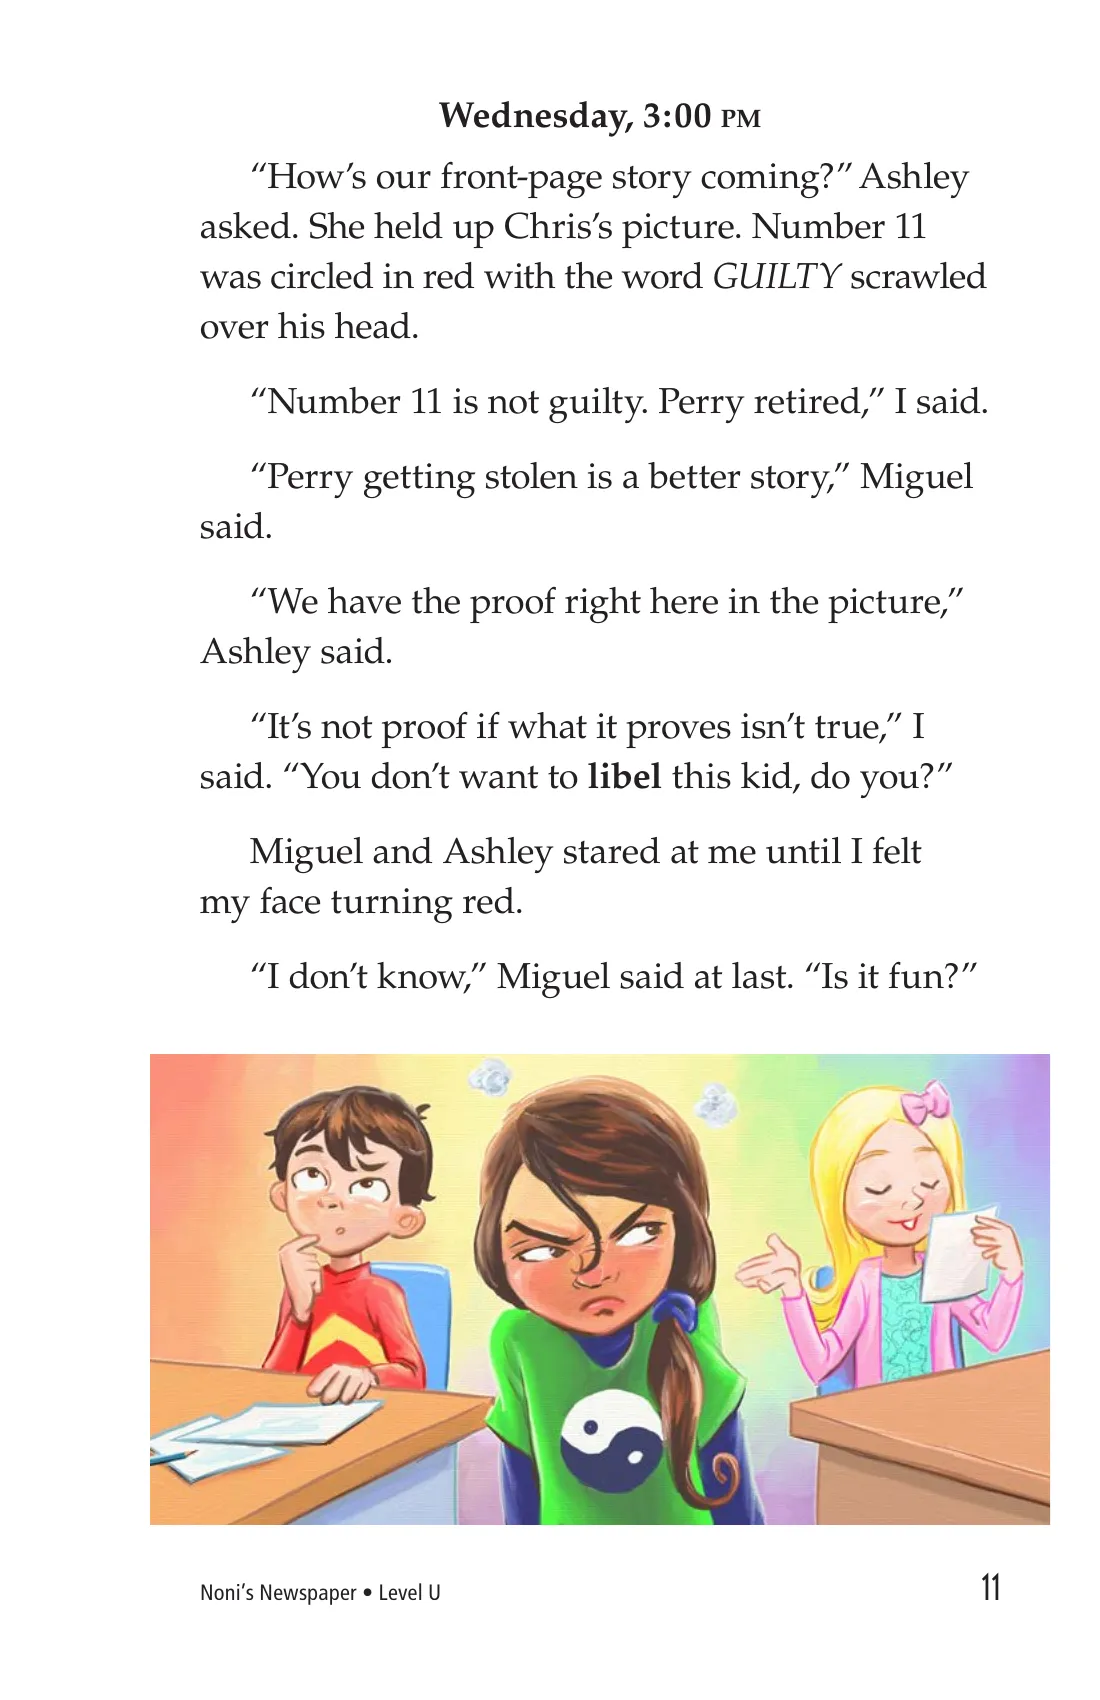 Wednesday, 3:00 PM
“How’s our front-page story coming?” Ashley
asked. She held up Chris’s picture. Number 11
was circled in red with the word GUILTY scrawled
over his head.
“Number 11 is not guilty. Perry retired,” I said.
“Perry getting stolen is a better story,” Miguel
said.
“We have the proof right here in the picture,”
Ashley said.
“It’s not proof if what it proves isn’t true,” I
said. “You don’t want to libel this kid, do you?”
Miguel and Ashley stared at me until I felt
my face turning red.
“I don’t know,” Miguel said at last. “Is it fun?”
Noni’s Newspaper • Level U
11